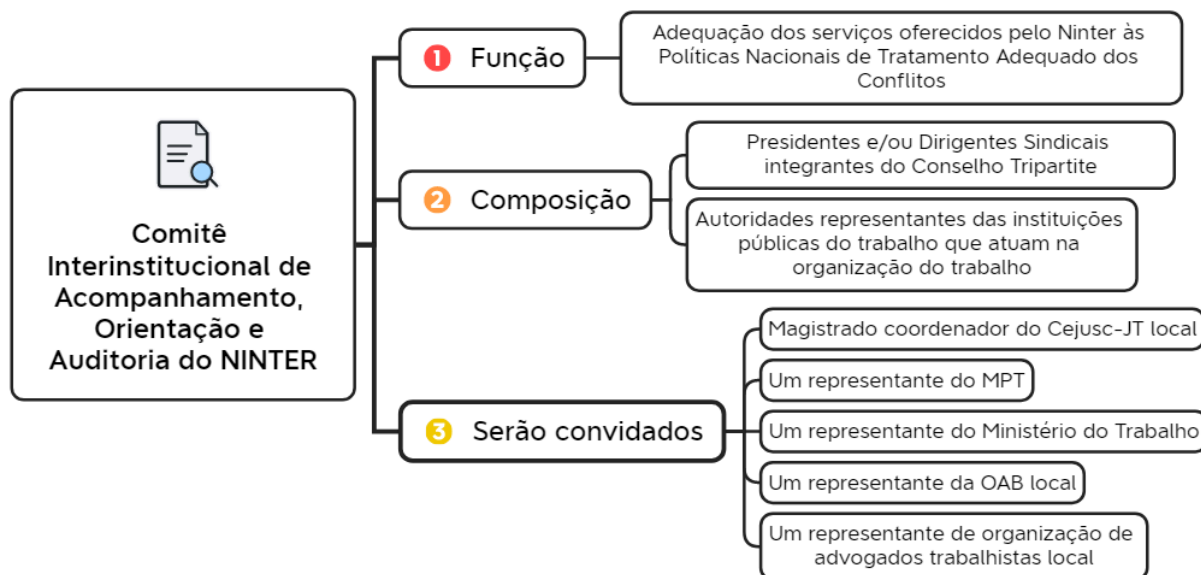 Comitê
Interinstitucional de
Acompanhamento,
Orientação e
Auditoria do NINTER
1 Função
Adequação dos serviços oferecidos pelo Ninter às
Políticas Nacionais de Tratamento Adequado dos
Conflitos
2 Composição
Presidentes e/ou Dirigentes Sindicais
integrantes do Conselho Tripartite
Autoridades representantes das instituições
públicas do trabalho que atuam na
organização do trabalho
3 Serão convidados
Magistrado coordenador do Cejusc-JT local
Um representante do MPT
Um representante do Ministério do Trabalho
Um representante da OAB local
Um representante de organização de
advogados trabalhistas local